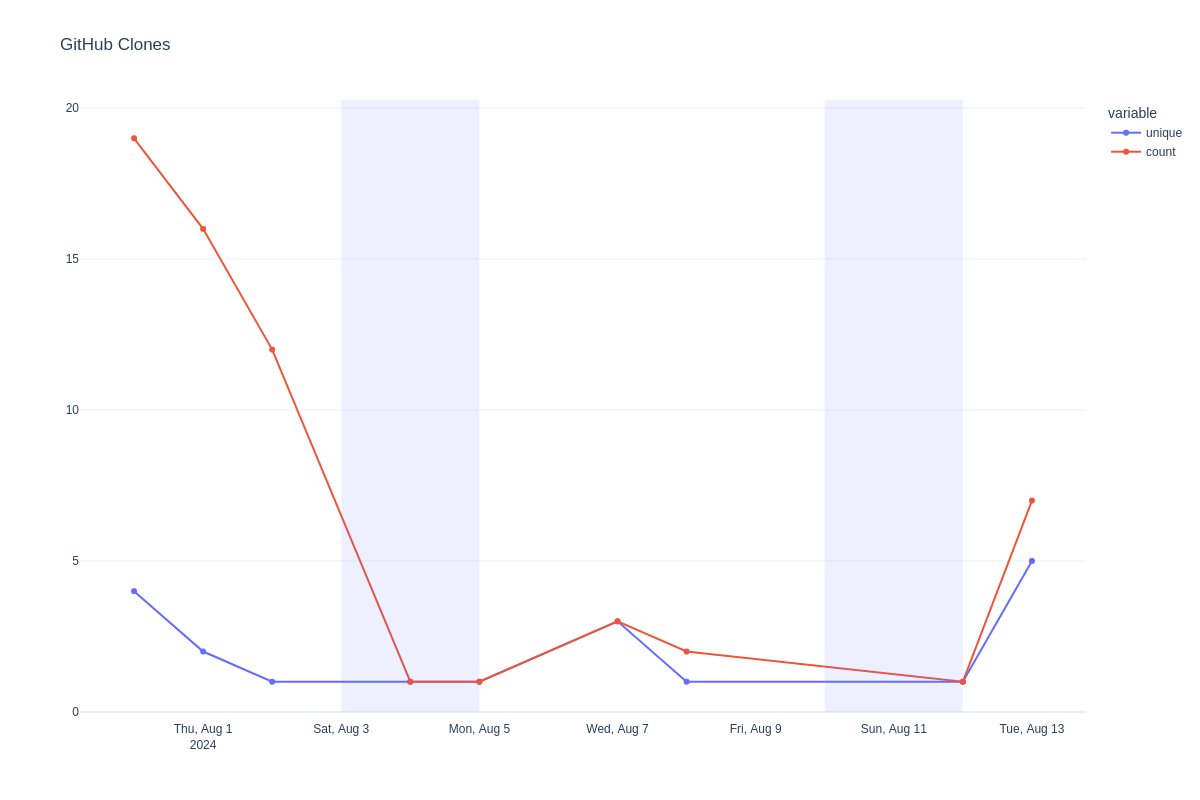 GitHub Clones
20
15
10
5
0
Thu, Aug 1
2024
Sat, Aug 3
Mon, Aug 5
Wed, Aug 7
Fri, Aug 9
Sun, Aug 11
Tue, Aug 13
variable
unique
count